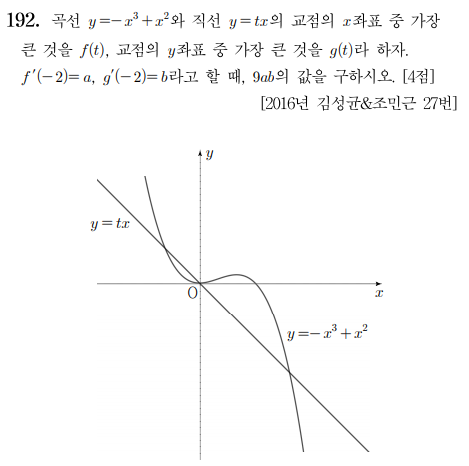 192. 곡선 y=-x³+x²와 직선 y=tx의 교점의 x좌표 중 가장
큰 것을 f(t), 교점의 y좌표 중 가장 큰 것을 g(t)라 하자.
f′(-2)=a, g′(-2)=b라고 할 때, 9ab의 값을 구하시오. [4점]
[2016년 김성균&조민근 27번]
y
y=tx
O
x
y=-x³+x²